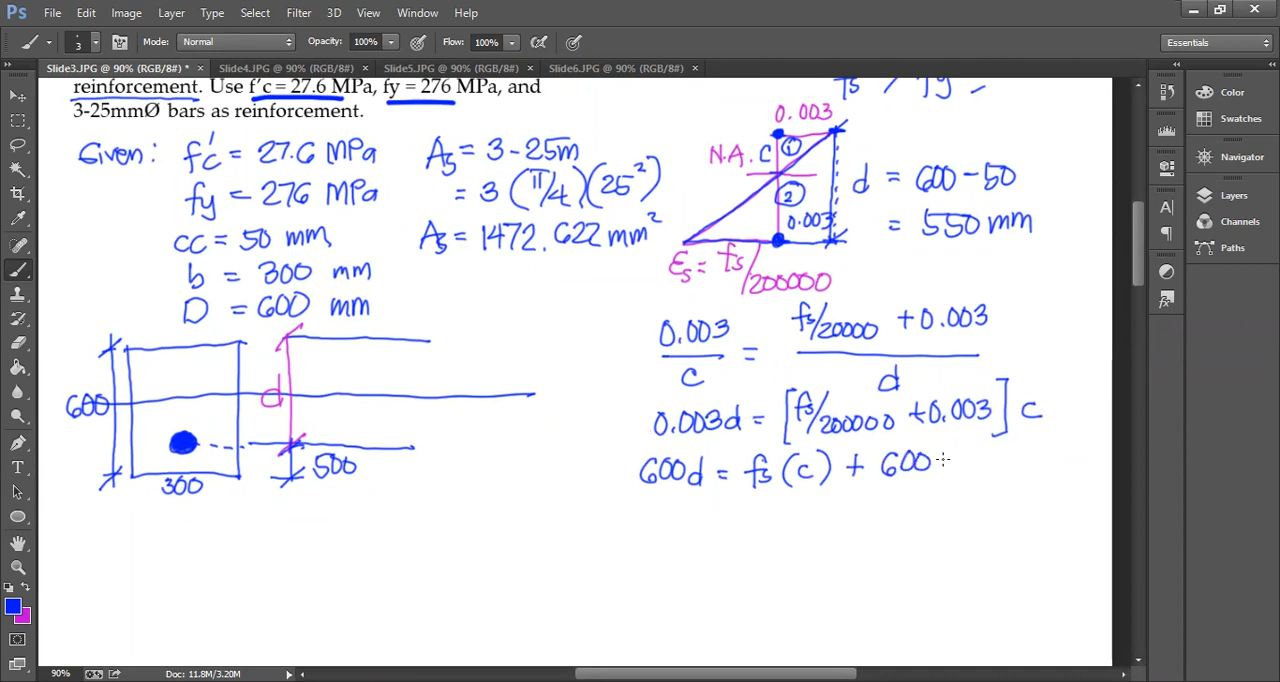 Ps File Edit Image Layer Type Select Filter 3D View Window Help
3 Mode: Normal Opacity: 100% Flow: 100% Essentials
Slide3.JPG @ 90% (RGB/8#) * × Slide4.JPG @ 90% (RGB/8#) × Slide5.JPG @ 90% (RGB/8#) × Slide6.JPG @ 90% (RGB/8#) ×
reinforcement. Use f'c = 27.6 MPa, fy = 276 MPa, and
3-25mmØ bars as reinforcement.
Given: f'c = 27.6 MPa
fy = 276 MPa
cc = 50 mm
b = 300 mm
D = 600 mm
As = 3-25m
= 3 (π/4)(25²)
As = 1472.622 mm²
600
300
d
500
fs > fy
0.003
N.A. c 1
2
0.003
εs = fs/200000
d = 600-50
= 550 mm
0.003/c = fs/20000 + 0.003/d
0.003d = [fs/200000 + 0.003] c
600d = fs (c) + 600
Color
Swatches
Navigator
Layers
Channels
Paths
90% Doc: 11.8M/3.20M